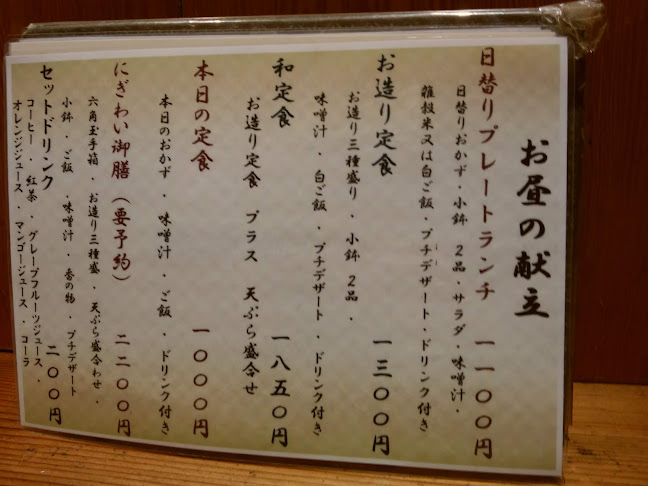 お昼の献立
日替りプレートランチ 一一〇〇円
日替りおかず・小鉢 2品・サラダ・味噌汁・
雑穀米又は白ご飯・プチデザート・ドリンク付き
お造り定食 一三〇〇円
お造り三種盛り・小鉢 2品・
味噌汁・白ご飯・プチデザート・ドリンク付き
和定食 一八五〇円
お造り定食 プラス 天ぷら盛合せ
本日の定食 一〇〇〇円
本日のおかず・味噌汁・ご飯・ドリンク付き
にぎわい御膳（要予約） 二二〇〇円
六角玉手箱・お造り三種盛・天ぷら盛合わせ・
小鉢・ご飯・味噌汁・香の物・プチデザート
セットドリンク 二〇〇円
コーヒー・紅茶・グレープフルーツジュース・
オレンジジュース・マンゴージュース・コーラ